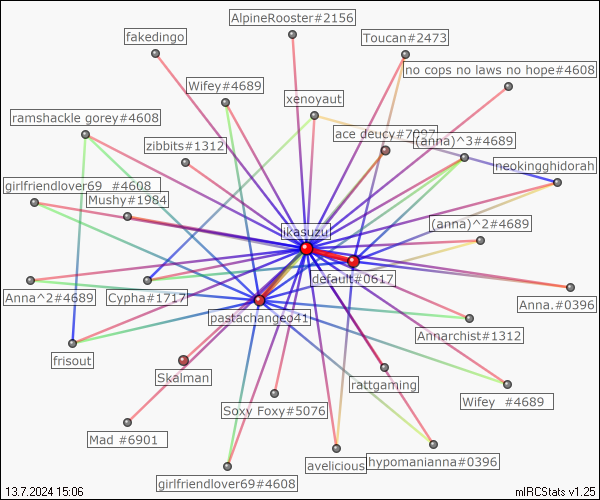 AlpineRooster#2156
fakedingo
Toucan#2473
no cops no laws no hope#4608
Wifey#4689
xenoyaut
ramshackle gorey#4608
ace deucy#7097
(anna)^3#4689
zibbits#1312
neokingghidorah
girlfriendlover69 _#4608
Mushy#1984
(anna)^2#4689
ikasuzu
default#0617
Anna^2#4689
Cypha#1717
Anna.#0396
pastachangeo41
Annarchist#1312
frisout
Skalman
rattgaming
Soxy Foxy#5076
Wifey _#4689
Mad #6901
avelicious
hypomanianna#0396
girlfriendlover69#4608
13.7.2024 15:06
mIRCStats v1.25